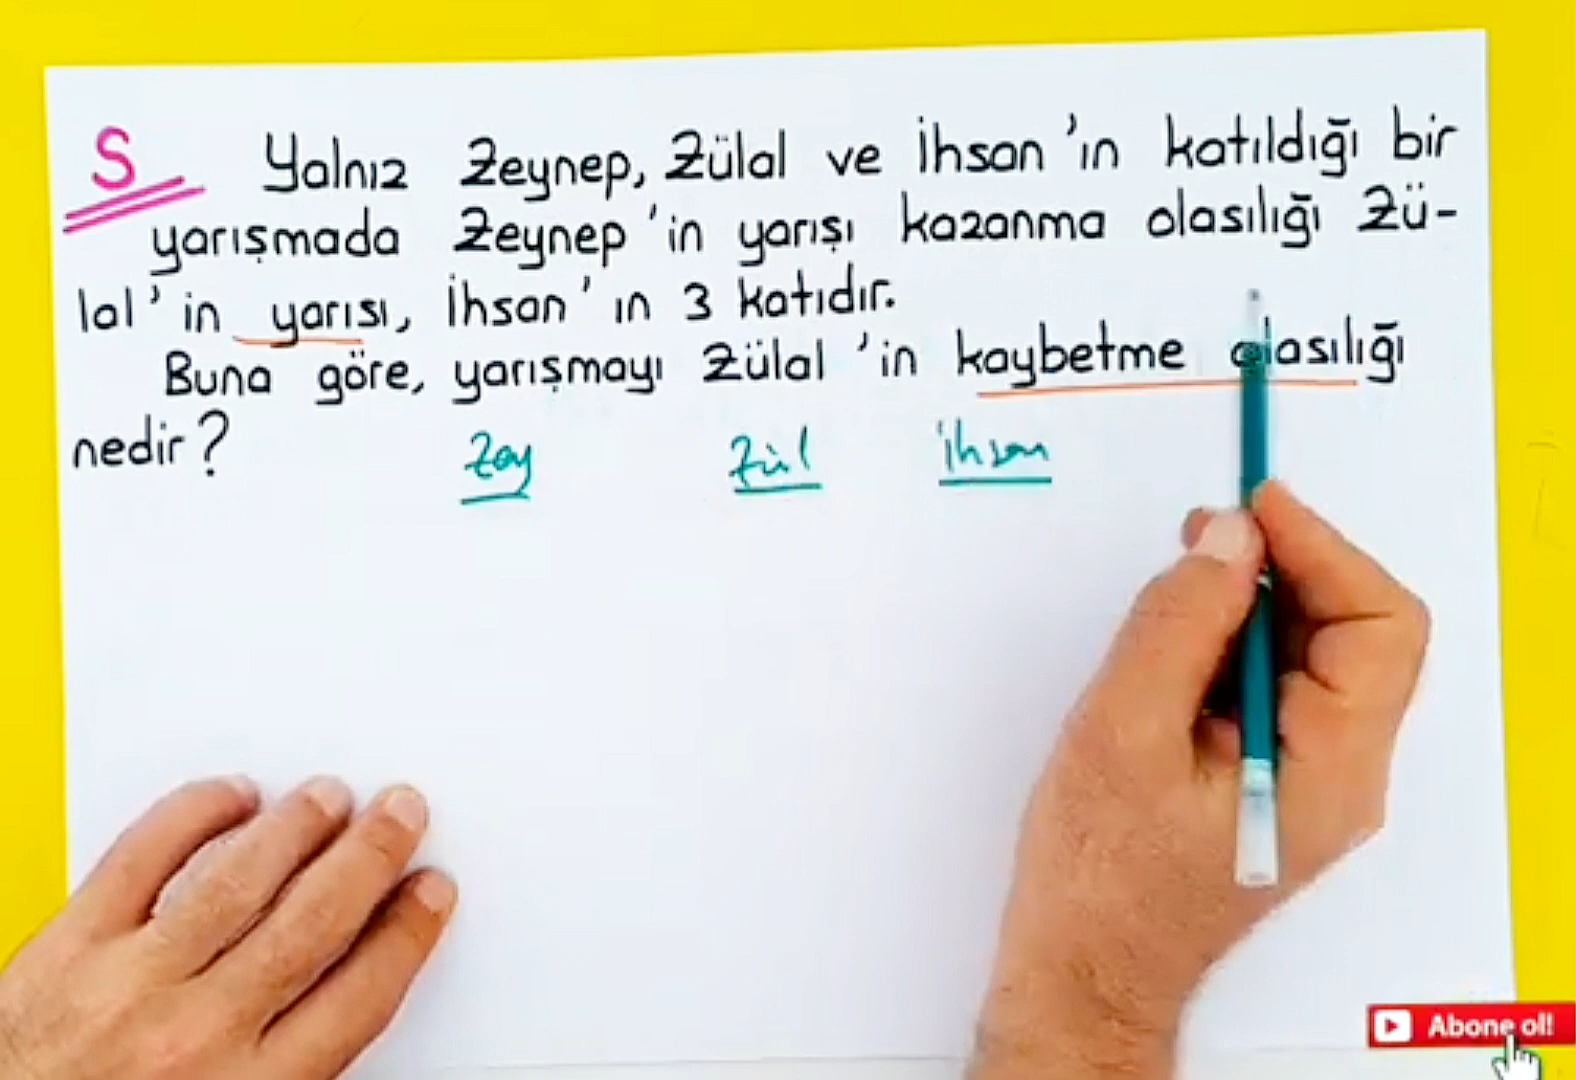 S Yalnız Zeynep, Zülal ve İhsan'ın katıldığı bir
yarışmada Zeynep'in yarışı kazanma olasılığı Zü-
lal'in yarısı, İhsan'ın 3 katıdır.
Buna göre, yarışmayı Zülal'in kaybetme olasılığı
nedir?
Zey Zül İhsan
Abone ol!